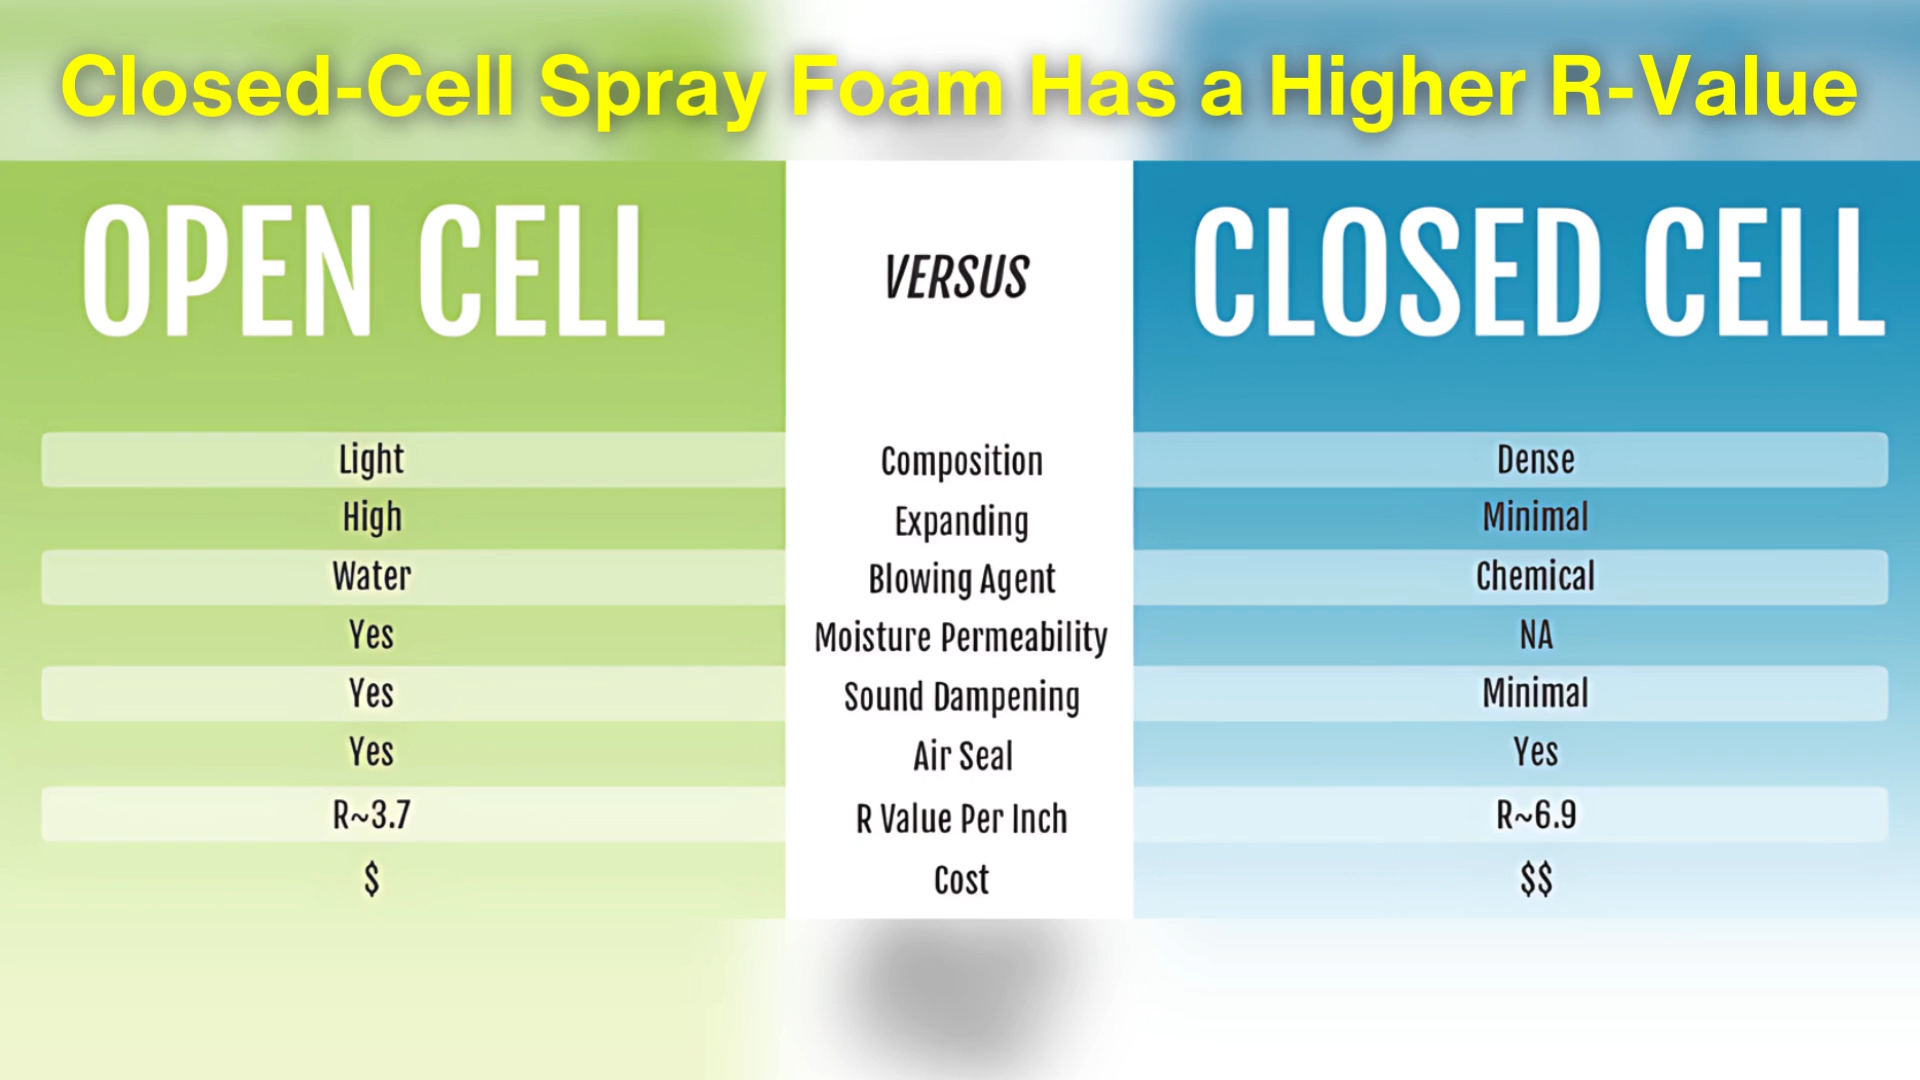 Closed-Cell Spray Foam Has a Higher R-Value
OPEN CELL VERSUS CLOSED CELL
Light Composition Dense
High Expanding Minimal
Water Blowing Agent Chemical
Yes Moisture Permeability NA
Yes Sound Dampening Minimal
Yes Air Seal Yes
R~3.7 R Value Per Inch R~6.9
$ Cost $$